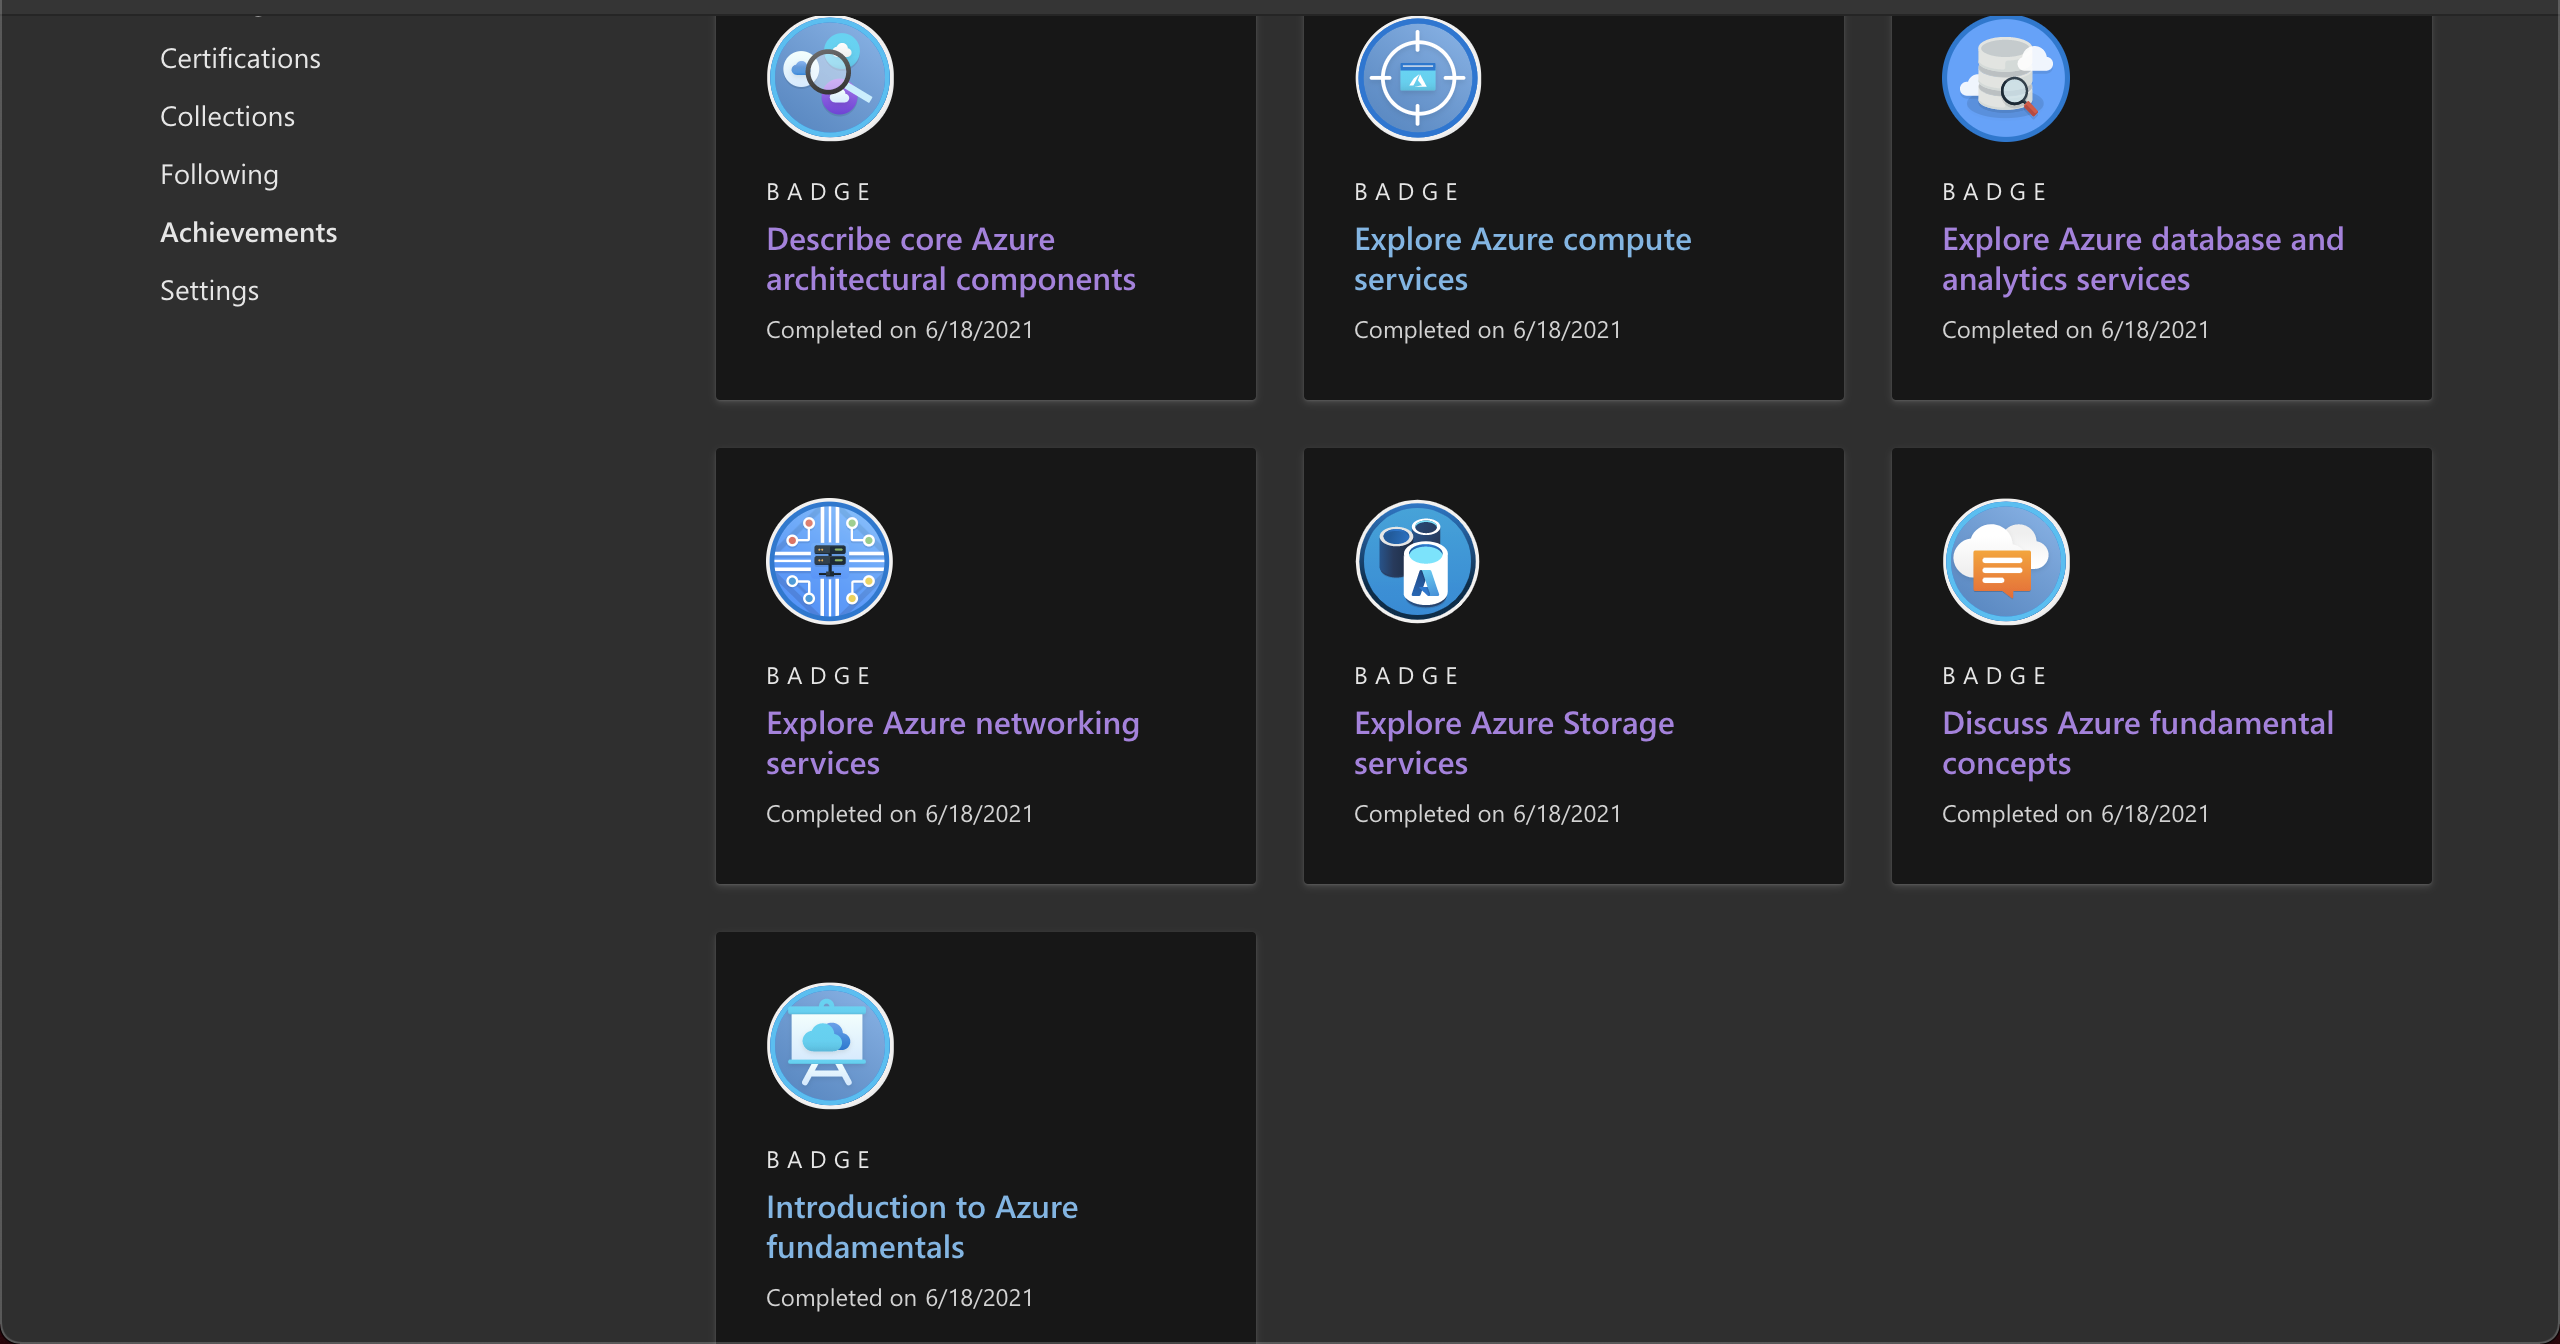 Certifications
Collections
Following
Achievements
Settings
BADGE
Describe core Azure
architectural components
Completed on 6/18/2021
BADGE
Explore Azure compute
services
Completed on 6/18/2021
BADGE
Explore Azure database and
analytics services
Completed on 6/18/2021
BADGE
Explore Azure networking
services
Completed on 6/18/2021
BADGE
Explore Azure Storage
services
Completed on 6/18/2021
BADGE
Discuss Azure fundamental
concepts
Completed on 6/18/2021
BADGE
Introduction to Azure
fundamentals
Completed on 6/18/2021